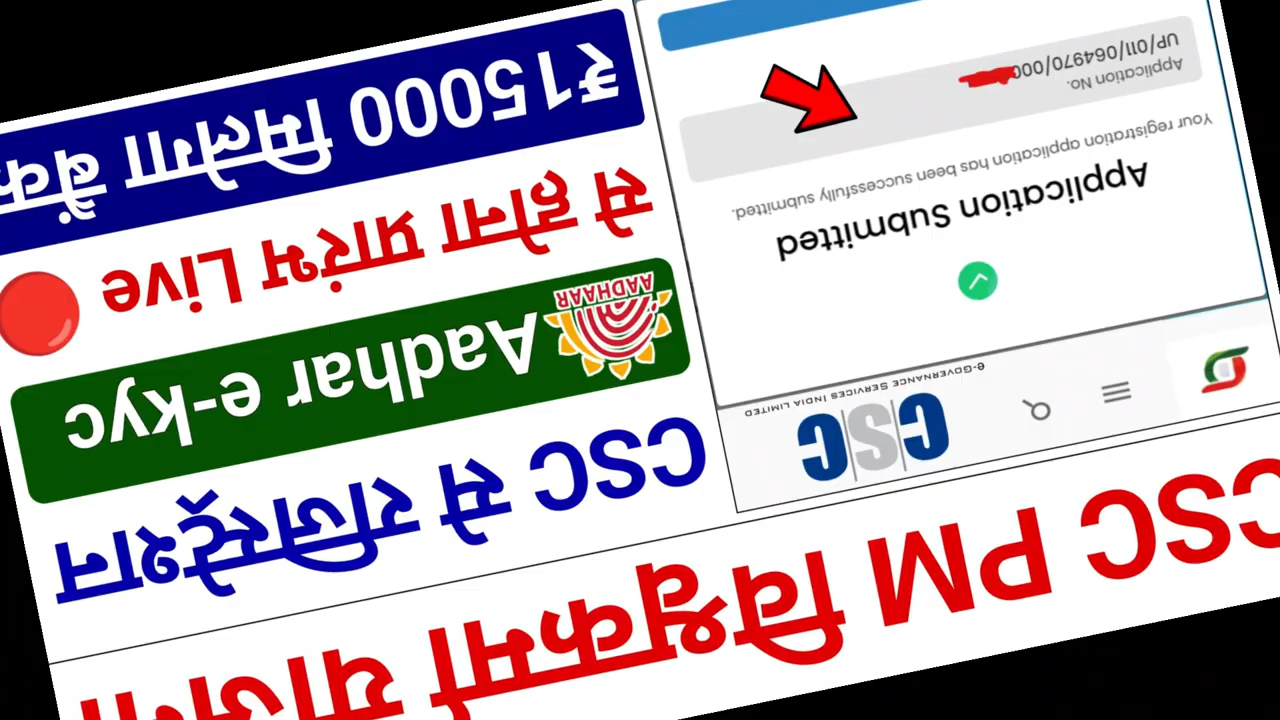 CSC PM विश्वकर्मा योजना
CSC से रजिस्ट्रेशन
AADHAAR
Aadhar e-kyc
से होना प्रारंभ Live
₹15000 मिलेगा बैंक
CSC
e-GOVERNANCE SERVICES INDIA LIMITED
Application Submitted
Your registration application has been successfully submitted.
Application No.
UP/011/064970/000